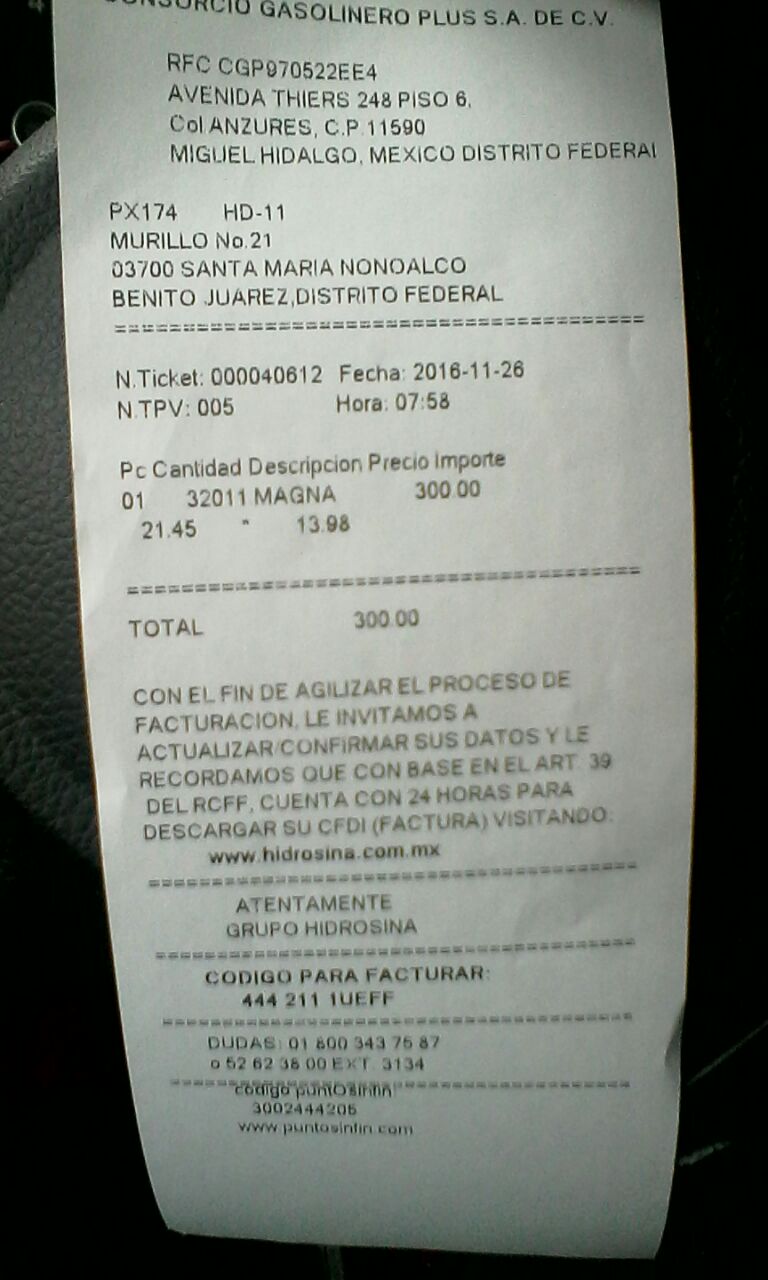 CONSORCIO GASOLINERO PLUS S.A. DE C.V.
RFC CGP970522EE4
AVENIDA THIERS 248 PISO 6,
Col ANZURES, C.P. 11590
MIGUEL HIDALGO, MEXICO DISTRITO FEDERAL
PX174 HD-11
MURILLO No.21
03700 SANTA MARIA NONOALCO
BENITO JUAREZ,DISTRITO FEDERAL
==========================================
N.Ticket: 000040612 Fecha: 2016-11-26
N.TPV: 005 Hora: 07:58
Pc Cantidad Descripcion Precio Importe
01 32011 MAGNA 300.00
21.45 " 13.98
==========================================
TOTAL 300.00
CON EL FIN DE AGILIZAR EL PROCESO DE
FACTURACION, LE INVITAMOS A
ACTUALIZAR/CONFIRMAR SUS DATOS Y LE
RECORDAMOS QUE CON BASE EN EL ART. 39
DEL RCFF, CUENTA CON 24 HORAS PARA
DESCARGAR SU CFDI (FACTURA) VISITANDO:
www.hidrosina.com.mx
==========================================
ATENTAMENTE
GRUPO HIDROSINA
==========================================
CODIGO PARA FACTURAR:
444 211 1UEFF
==========================================
DUDAS: 01 800 343 75 87
o 52 62 38 00 EXT. 3134
==========================================
codigo puntOsinfin
3002444205
www.puntosinfin.com